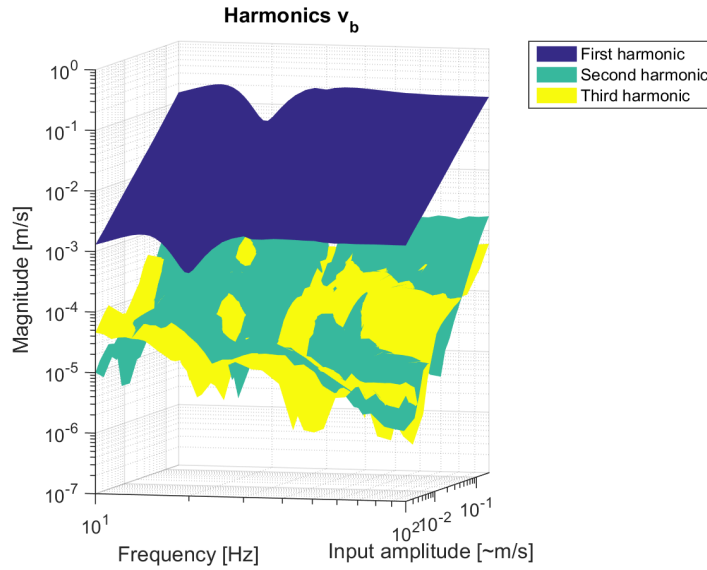 Harmonics v_b
First harmonic
Second harmonic
Third harmonic
10^0
10^-1
10^-2
10^-3
10^-4
10^-5
10^-6
10^-7
Magnitude [m/s]
10^1
10^2
10^-2
10^-1
Frequency [Hz]
Input amplitude [~m/s]